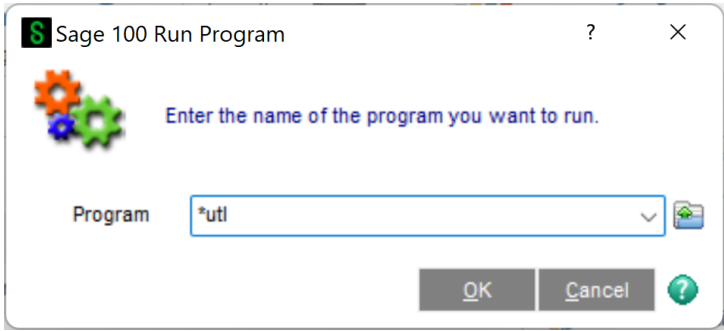 Sage 100 Run Program
Enter the name of the program you want to run.
Program
*utl
OK
Cancel